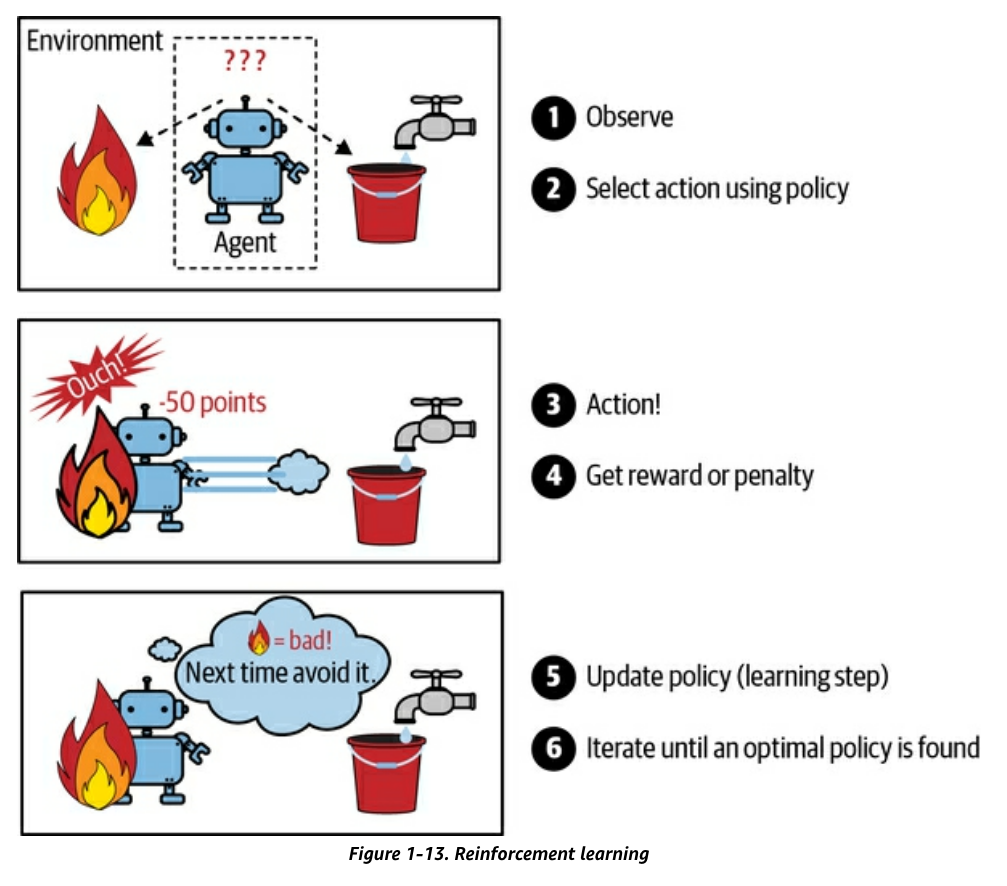 Environment
???
Agent
1 Observe
2 Select action using policy
Ouch!
-50 points
3 Action!
4 Get reward or penalty
= bad!
Next time avoid it.
5 Update policy (learning step)
6 Iterate until an optimal policy is found
Figure 1-13. Reinforcement learning